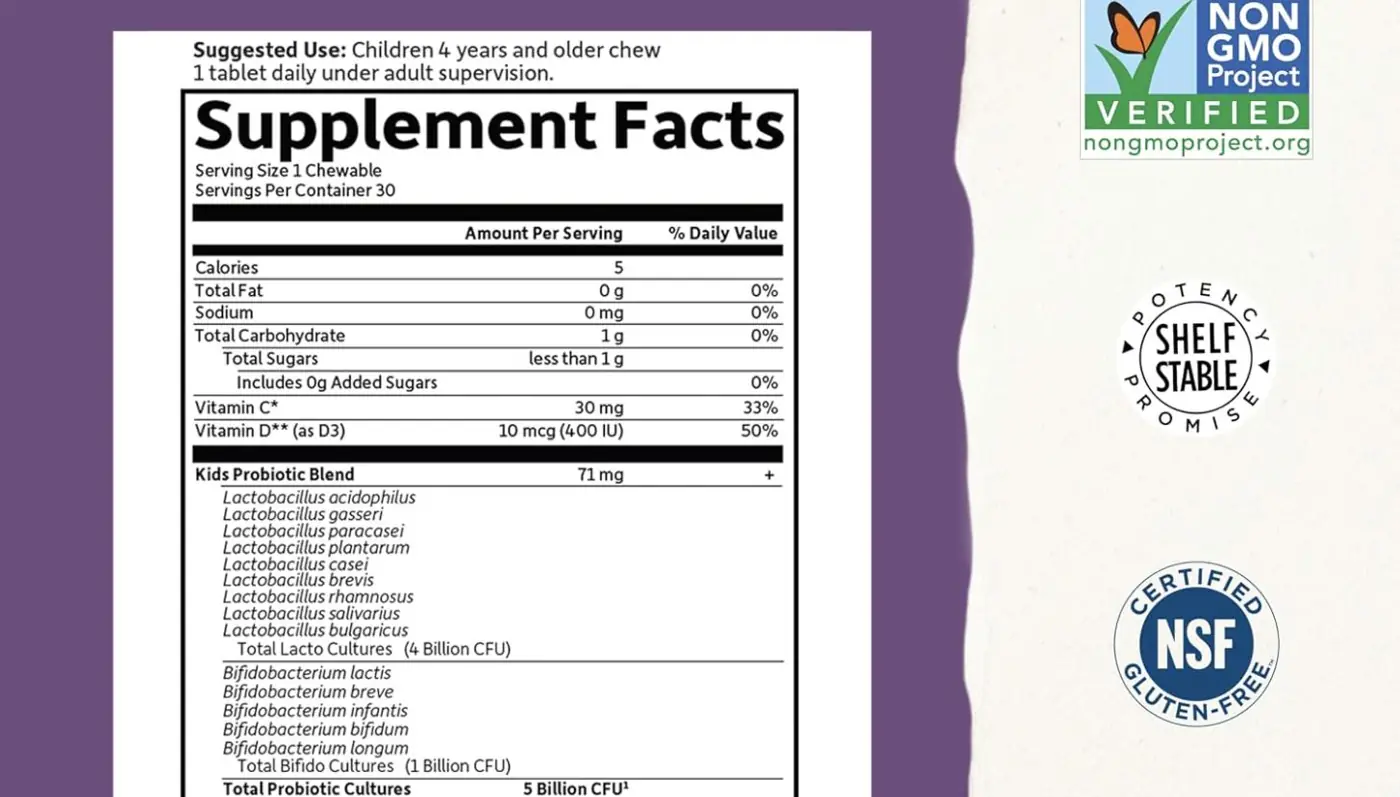 Suggested Use: Children 4 years and older chew
1 tablet daily under adult supervision.
Supplement Facts
Serving Size 1 Chewable
Servings Per Container 30
Amount Per Serving % Daily Value
Calories 5
Total Fat 0 g 0%
Sodium 0 mg 0%
Total Carbohydrate 1 g 0%
Total Sugars less than 1 g
Includes 0g Added Sugars 0%
Vitamin C* 30 mg 33%
Vitamin D** (as D3) 10 mcg (400 IU) 50%
Kids Probiotic Blend 71 mg +
Lactobacillus acidophilus
Lactobacillus gasseri
Lactobacillus paracasei
Lactobacillus plantarum
Lactobacillus casei
Lactobacillus brevis
Lactobacillus rhamnosus
Lactobacillus salivarius
Lactobacillus bulgaricus
Total Lacto Cultures (4 Billion CFU)
Bifidobacterium lactis
Bifidobacterium breve
Bifidobacterium infantis
Bifidobacterium bifidum
Bifidobacterium longum
Total Bifido Cultures (1 Billion CFU)
Total Probiotic Cultures 5 Billion CFU¹
NON
GMO
Project
VERIFIED
nongmoproject.org
POTENCY
SHELF
STABLE
PROMISE
CERTIFIED
NSF
GLUTEN-FREE™